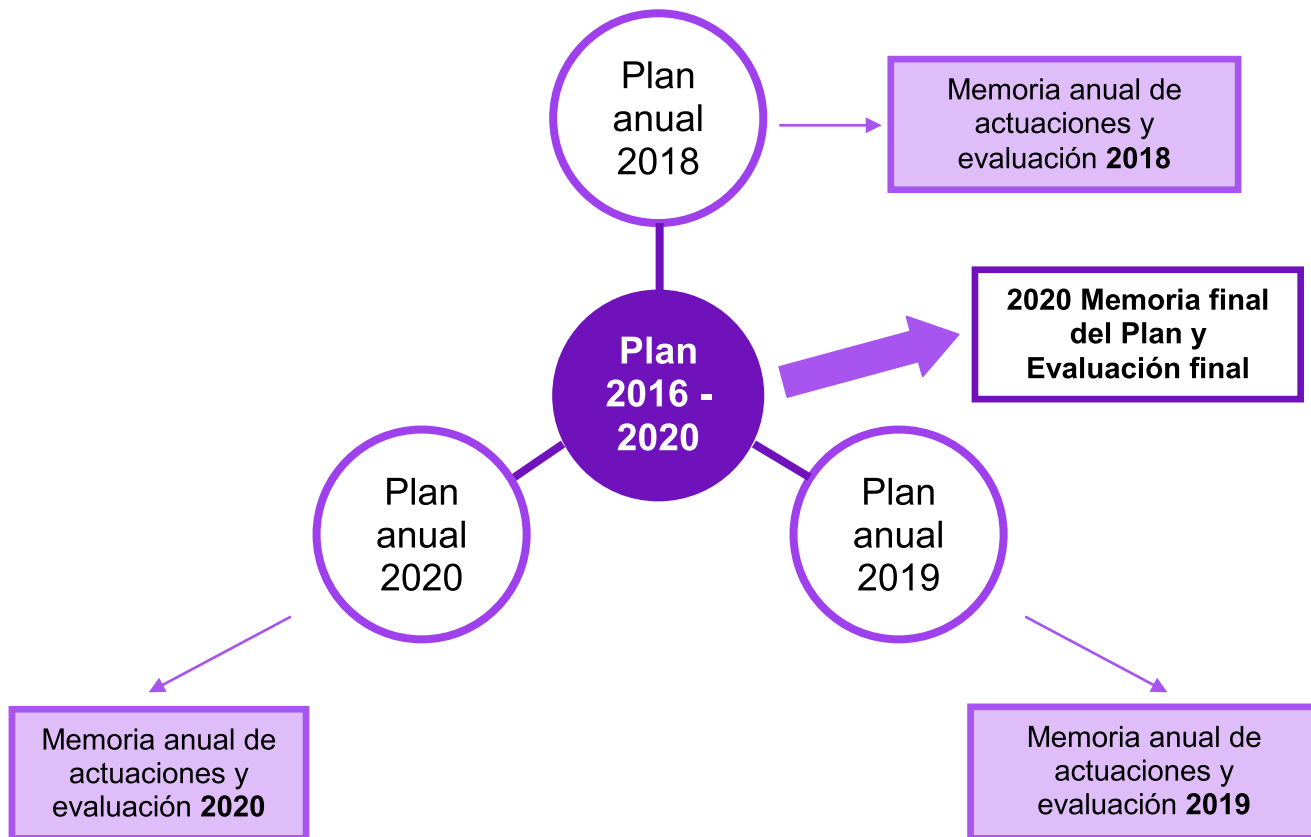 Plan
anual
2018
Memoria anual de
actuaciones y
evaluación 2018
2020 Memoria final
del Plan y
Evaluación final
Plan
2016 -
2020
Plan
anual
2020
Plan
anual
2019
Memoria anual de
actuaciones y
evaluación 2020
Memoria anual de
actuaciones y
evaluación 2019